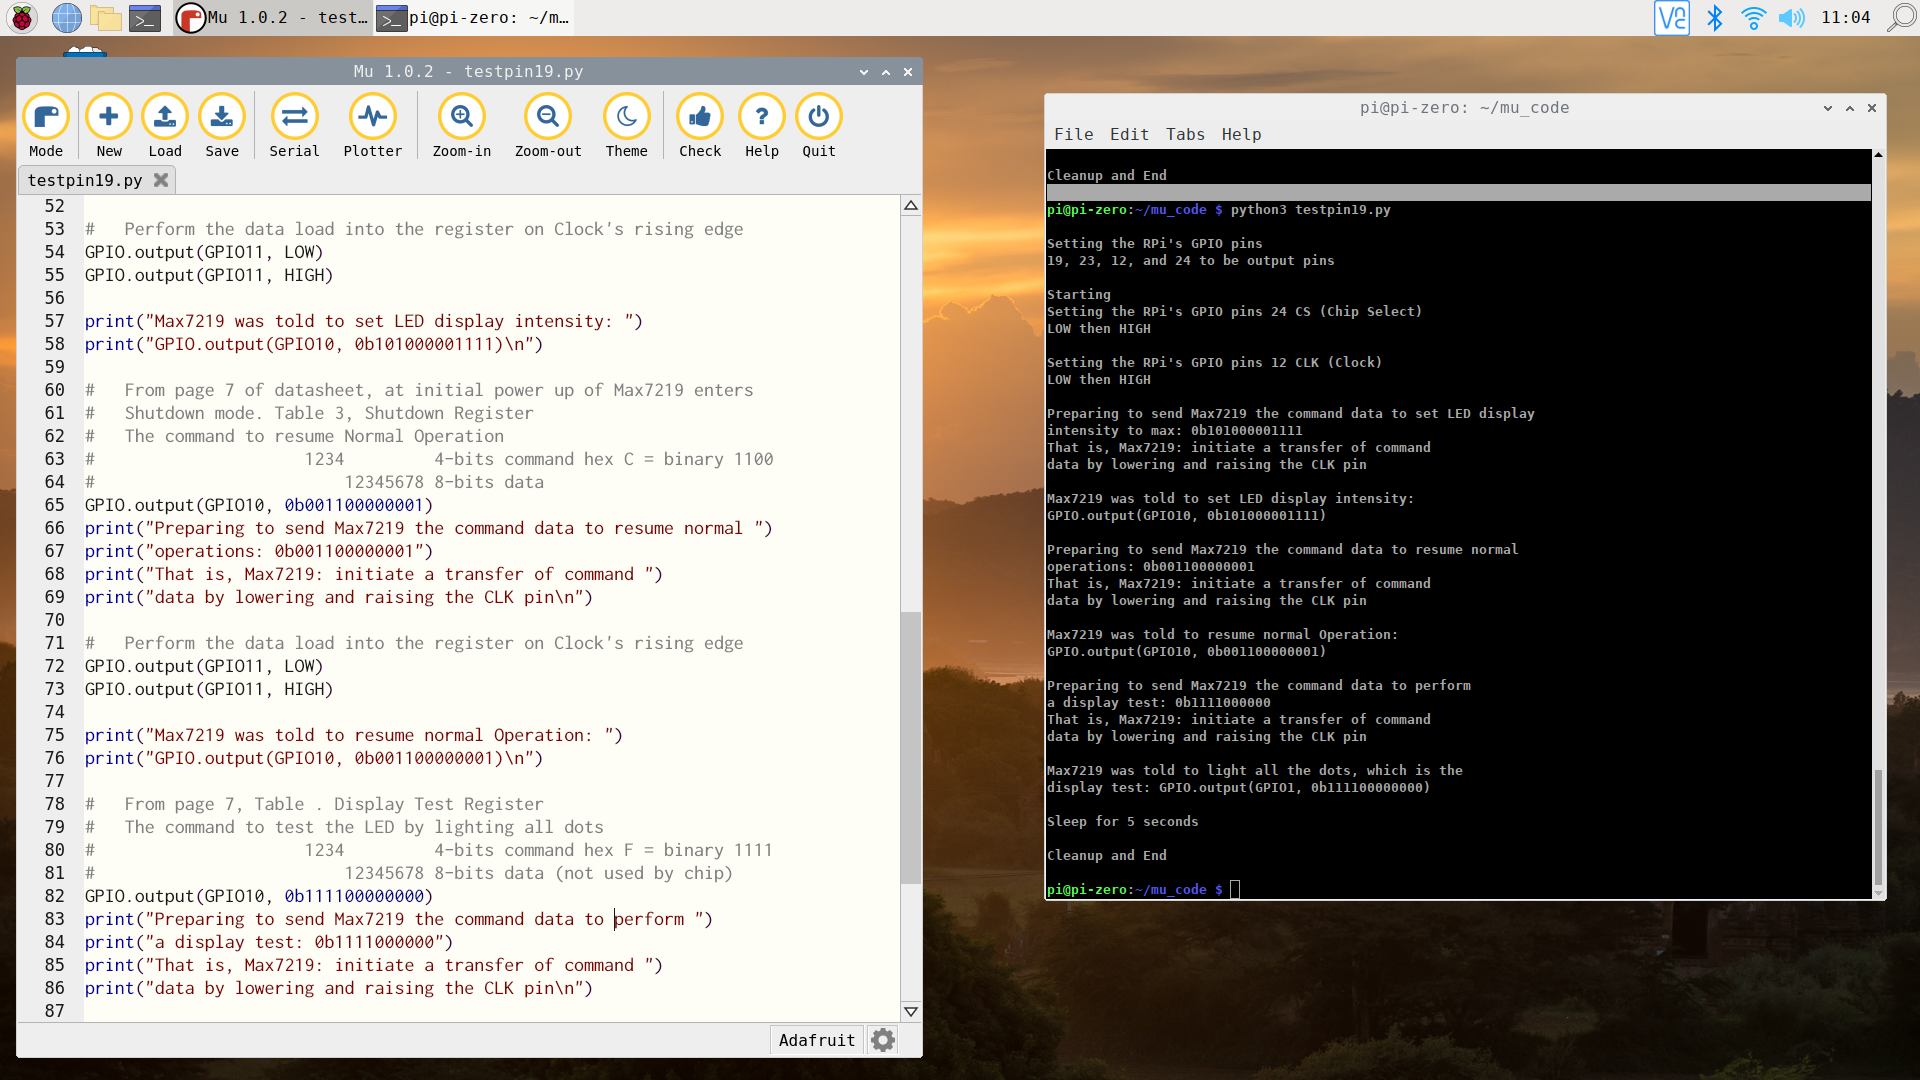 Mu 1.0.2 - test...
pi@pi-zero: ~/m...
11:04
Mu 1.0.2 - testpin19.py
Mode New Load Save Serial Plotter Zoom-in Zoom-out Theme Check Help Quit
testpin19.py
52
53 #   Perform the data load into the register on Clock's rising edge
54 GPIO.output(GPIO11, LOW)
55 GPIO.output(GPIO11, HIGH)
56
57 print("Max7219 was told to set LED display intensity: ")
58 print("GPIO.output(GPIO10, 0b101000001111)\n")
59
60 #   From page 7 of datasheet, at initial power up of Max7219 enters
61 #   Shutdown mode. Table 3, Shutdown Register
62 #   The command to resume Normal Operation
63 #                     1234         4-bits command hex C = binary 1100
64 #                         12345678 8-bits data
65 GPIO.output(GPIO10, 0b001100000001)
66 print("Preparing to send Max7219 the command data to resume normal ")
67 print("operations: 0b001100000001")
68 print("That is, Max7219: initiate a transfer of command ")
69 print("data by lowering and raising the CLK pin\n")
70
71 #   Perform the data load into the register on Clock's rising edge
72 GPIO.output(GPIO11, LOW)
73 GPIO.output(GPIO11, HIGH)
74
75 print("Max7219 was told to resume normal Operation: ")
76 print("GPIO.output(GPIO10, 0b001100000001)\n")
77
78 #   From page 7, Table . Display Test Register
79 #   The command to test the LED by lighting all dots
80 #                     1234         4-bits command hex F = binary 1111
81 #                         12345678 8-bits data (not used by chip)
82 GPIO.output(GPIO10, 0b111100000000)
83 print("Preparing to send Max7219 the command data to perform ")
84 print("a display test: 0b1111000000")
85 print("That is, Max7219: initiate a transfer of command ")
86 print("data by lowering and raising the CLK pin\n")
87
Adafruit
pi@pi-zero: ~/mu_code
File Edit Tabs Help
Cleanup and End
pi@pi-zero:~/mu_code $ python3 testpin19.py
Setting the RPi's GPIO pins
19, 23, 12, and 24 to be output pins
Starting
Setting the RPi's GPIO pins 24 CS (Chip Select)
LOW then HIGH
Setting the RPi's GPIO pins 12 CLK (Clock)
LOW then HIGH
Preparing to send Max7219 the command data to set LED display
intensity to max: 0b101000001111
That is, Max7219: initiate a transfer of command
data by lowering and raising the CLK pin
Max7219 was told to set LED display intensity:
GPIO.output(GPIO10, 0b101000001111)
Preparing to send Max7219 the command data to resume normal
operations: 0b001100000001
That is, Max7219: initiate a transfer of command
data by lowering and raising the CLK pin
Max7219 was told to resume normal Operation:
GPIO.output(GPIO10, 0b001100000001)
Preparing to send Max7219 the command data to perform
a display test: 0b1111000000
That is, Max7219: initiate a transfer of command
data by lowering and raising the CLK pin
Max7219 was told to light all the dots, which is the
display test: GPIO.output(GPIO1, 0b111100000000)
Sleep for 5 seconds
Cleanup and End
pi@pi-zero:~/mu_code $